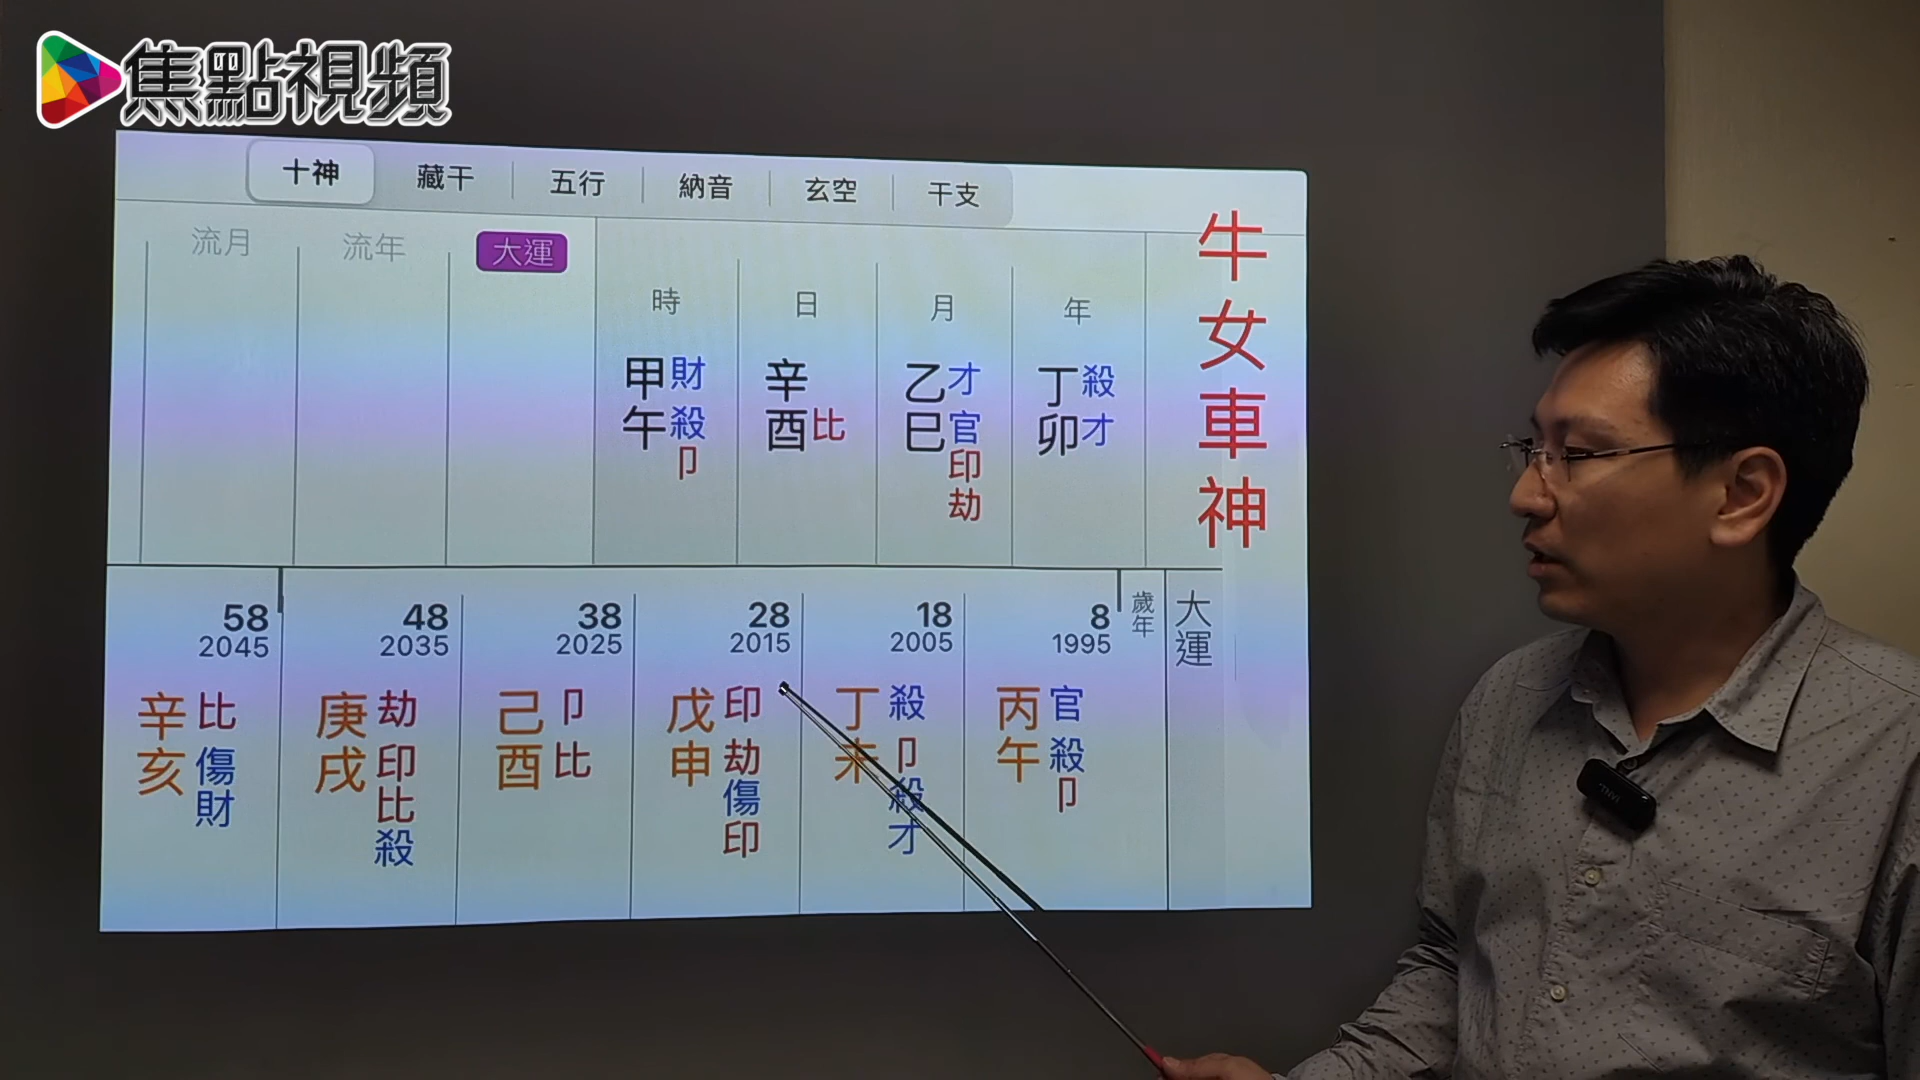 焦點視頻
十神 藏干 五行 納音 玄空 干支
流月 流年 大運
時 日 月 年
甲財 辛 乙才 丁殺
午殺 酉比 巳官 卯才
卩 印
劫
牛女車神
58 48 38 28 18 8 歲
2045 2035 2025 2015 2005 1995 年
大運
辛比 庚劫 己卩 戊印 丁殺 丙官
亥傷 戌印 酉比 申劫 未卩 午殺
財 比 傷 殺 卩
殺 印 才